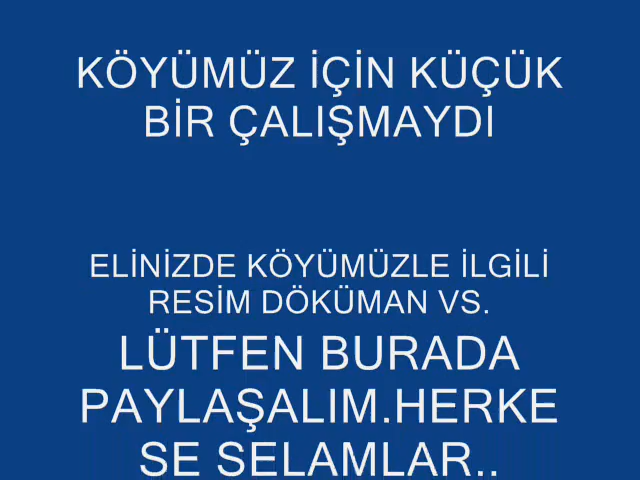 KÖYÜMÜZ İÇİN KÜÇÜK
BİR ÇALIŞMAYDI
ELİNİZDE KÖYÜMÜZLE İLGİLİ
RESİM DÖKÜMAN VS.
LÜTFEN BURADA
PAYLAŞALIM.HERKE
SE SELAMLAR..